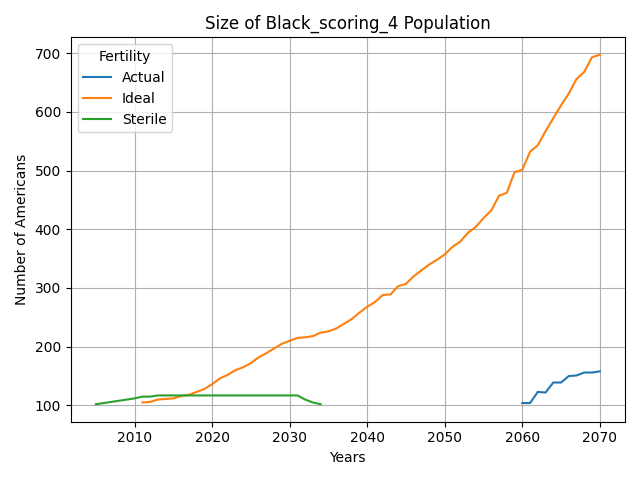 Size of Black_scoring_4 Population
Number of Americans
700
600
500
400
300
200
100
Fertility
Actual
Ideal
Sterile
2010 2020 2030 2040 2050 2060 2070
Years